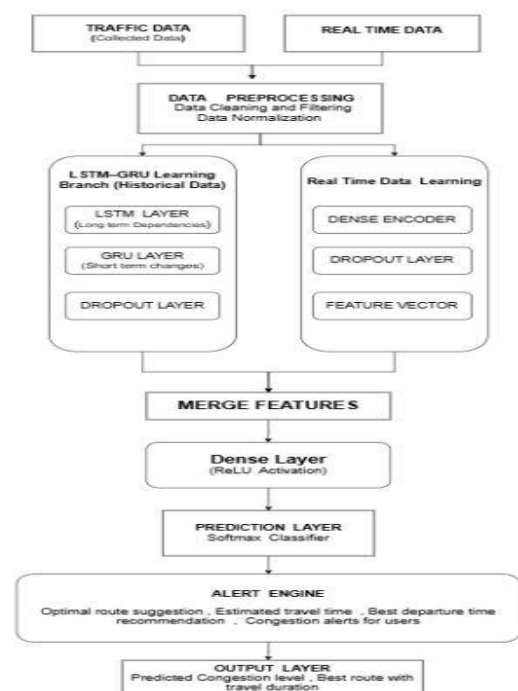 TRAFFIC DATA
(Collected Data)
REAL TIME DATA
DATA PREPROCESSING
Data Cleaning and Filtering
Data Normalization
LSTM–GRU Learning
Branch (Historical Data)
LSTM LAYER
(Long term Dependencies)
GRU LAYER
(Short term changes)
DROPOUT LAYER
Real Time Data Learning
DENSE ENCODER
DROPOUT LAYER
FEATURE VECTOR
MERGE FEATURES
Dense Layer
(ReLU Activation)
PREDICTION LAYER
Softmax Classifier
ALERT ENGINE
Optimal route suggestion , Estimated travel time , Best departure time
recommendation , Congestion alerts for users
OUTPUT LAYER
Predicted Congestion level , Best route with
travel duration